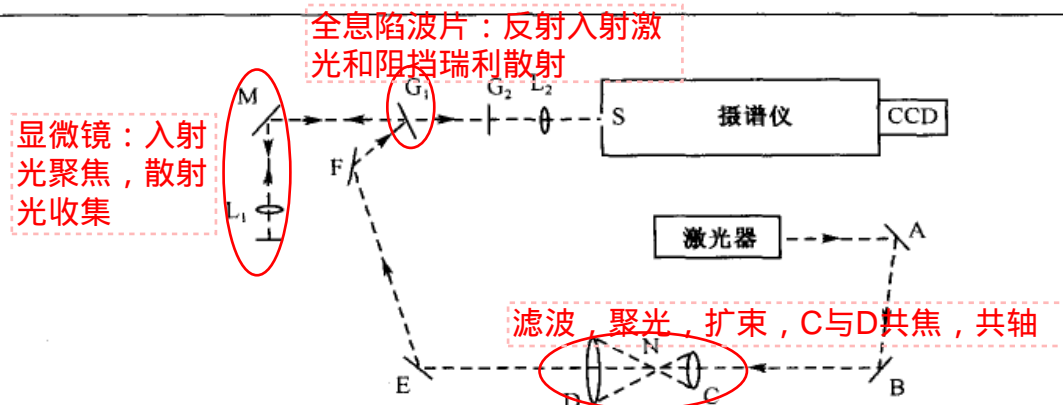 全息陷波片：反射入射激
光和阻挡瑞利散射
M
G₁
G₂
L₂
S
摄谱仪
CCD
显微镜：入射
光聚焦，散射
光收集
F
L₁
激光器
A
滤波，聚光，扩束，C与D共焦，共轴
N
E
D
C
B